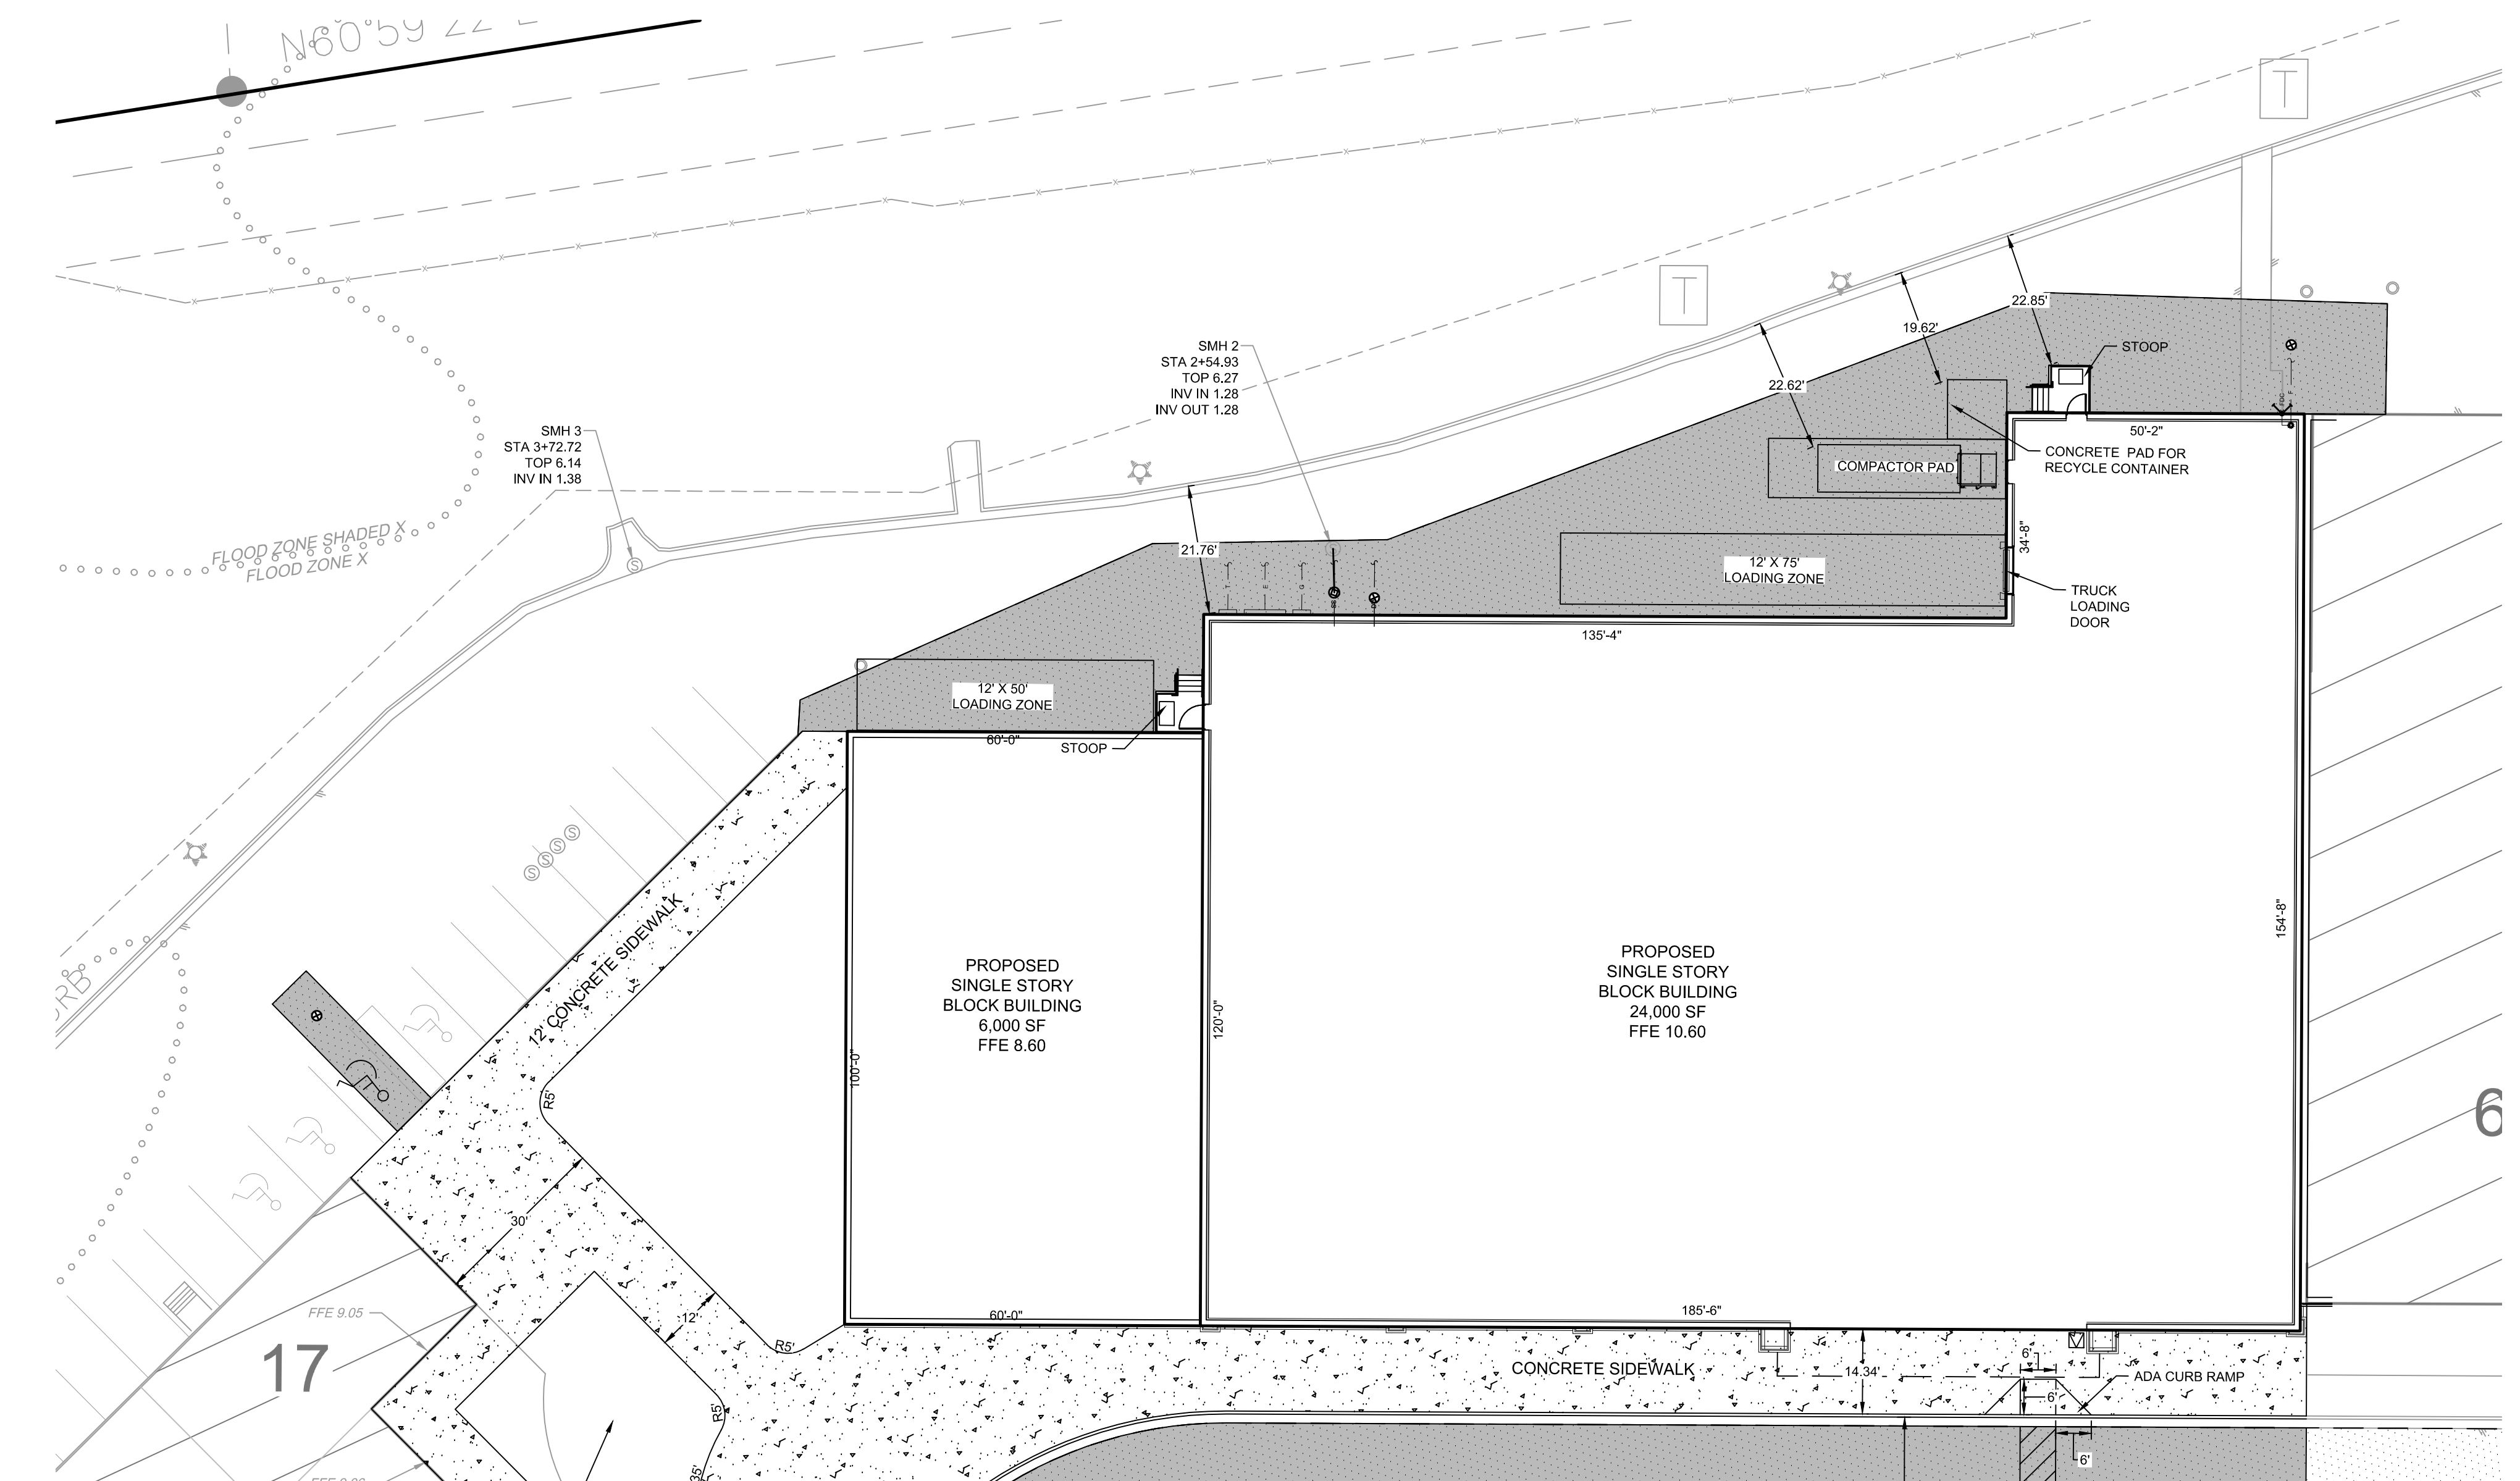 N60°59'22" E
T
22.85'
19.62'
STOOP
SMH 2
STA 2+54.93
TOP 6.27
INV IN 1.28
INV OUT 1.28
T
22.62'
FDC
F
50'-2"
SMH 3
STA 3+72.72
TOP 6.14
INV IN 1.38
CONCRETE PAD FOR
RECYCLE CONTAINER
COMPACTOR PAD
FLOOD ZONE SHADED X
FLOOD ZONE X
S
21.76'
34'-8"
12' X 75'
LOADING ZONE
T
E
G
TRUCK
LOADING
DOOR
135'-4"
12' X 50'
LOADING ZONE
60'-0"
STOOP
S
S
S
S
12' CONCRETE SIDEWALK
154'-8"
PROPOSED
SINGLE STORY
BLOCK BUILDING
6,000 SF
FFE 8.60
PROPOSED
SINGLE STORY
BLOCK BUILDING
24,000 SF
FFE 10.60
120'-0"
100'-0"
R5'
6
30'
FFE 9.05
12'
60'-0"
185'-6"
R5'
17
CONCRETE SIDEWALK
14.34'
6'
6'
ADA CURB RAMP
R5'
6'